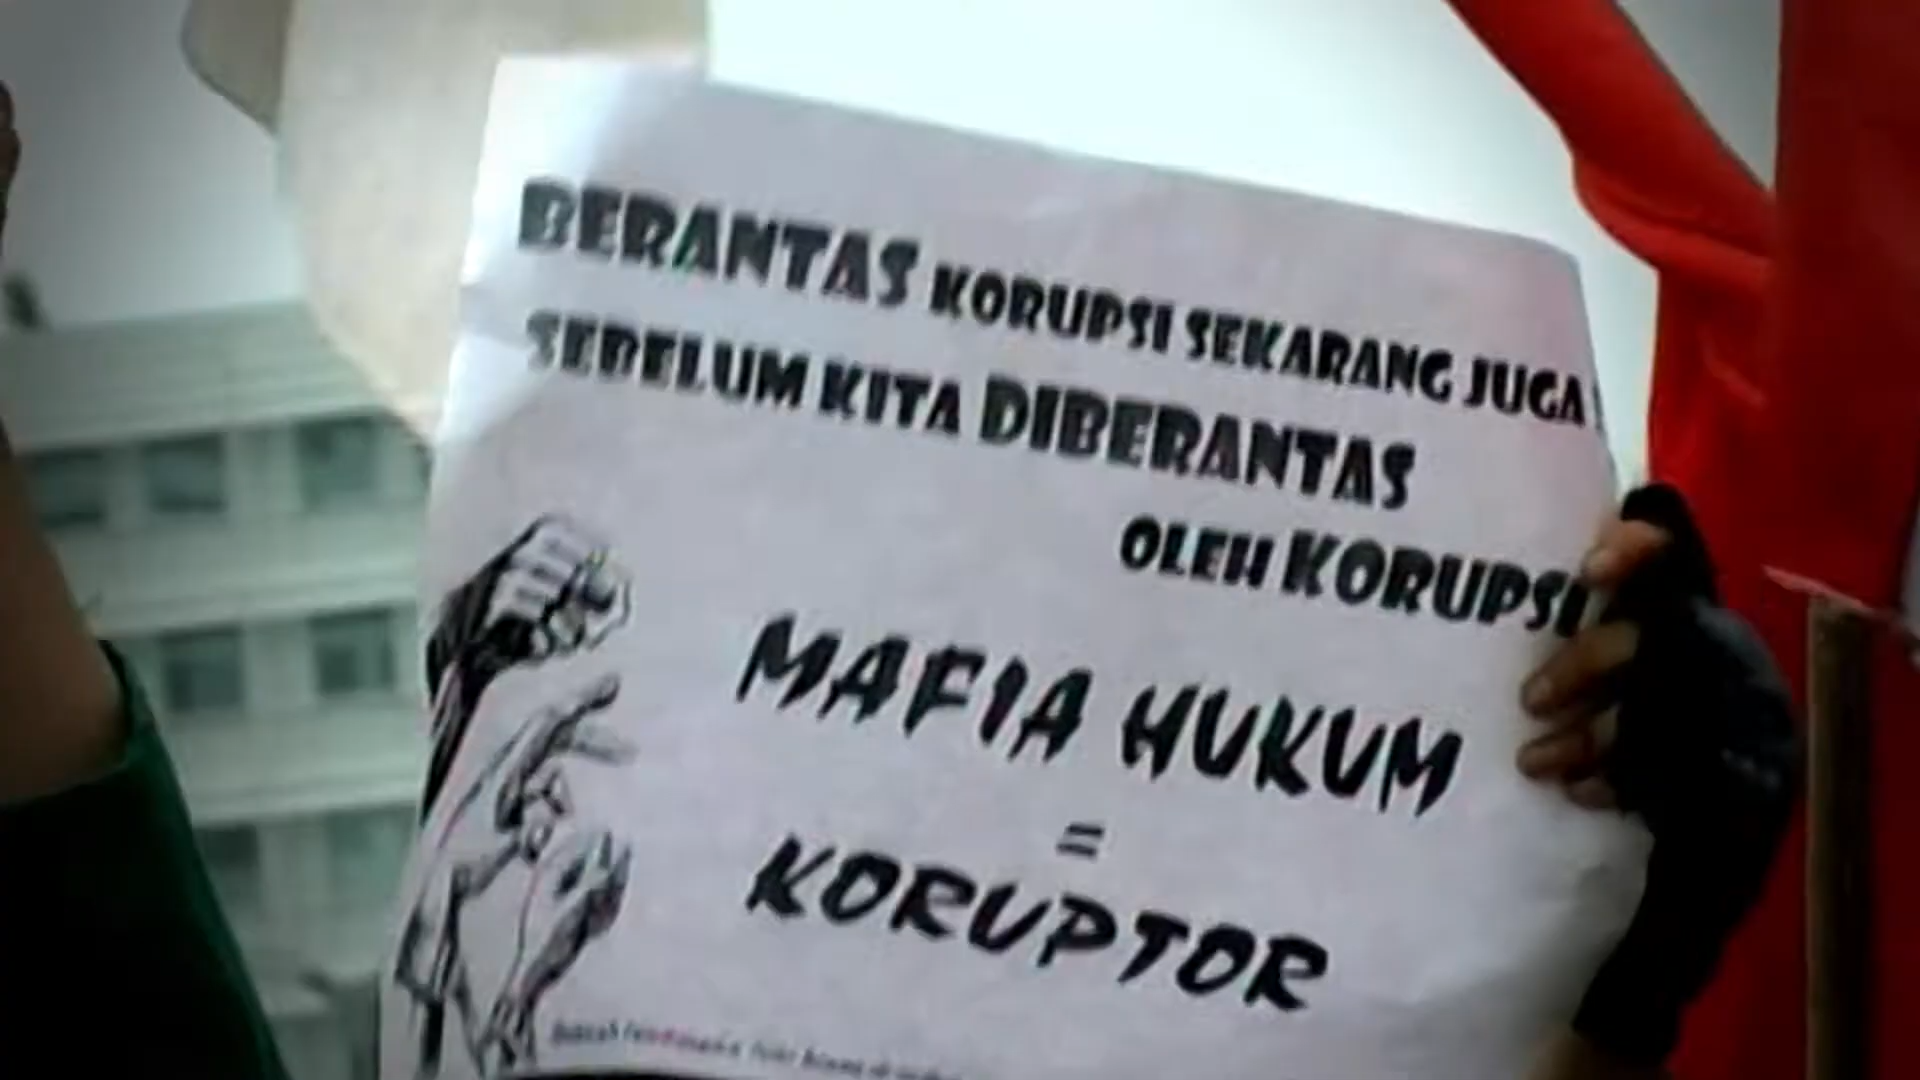 BERANTAS KORUPSI SEKARANG JUGA !
SEBELUM KITA DIBERANTAS
OLEH KORUPSI
MAFIA HUKUM
=
KORUPTOR